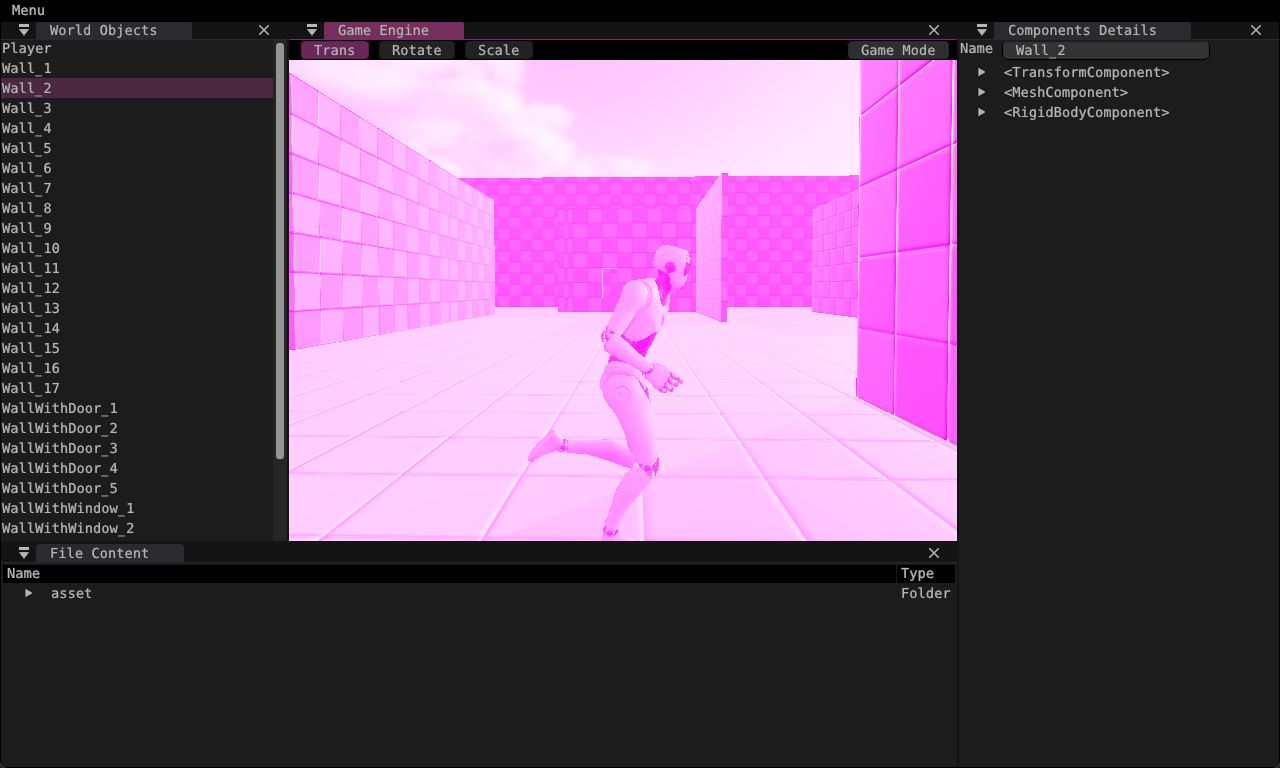 Menu
World Objects
Player
Wall_1
Wall_2
Wall_3
Wall_4
Wall_5
Wall_6
Wall_7
Wall_8
Wall_9
Wall_10
Wall_11
Wall_12
Wall_13
Wall_14
Wall_15
Wall_16
Wall_17
WallWithDoor_1
WallWithDoor_2
WallWithDoor_3
WallWithDoor_4
WallWithDoor_5
WallWithWindow_1
WallWithWindow_2
Game Engine
Trans Rotate Scale Game Mode
Components Details
Name Wall_2
<TransformComponent>
<MeshComponent>
<RigidBodyComponent>
File Content
Name Type
asset Folder